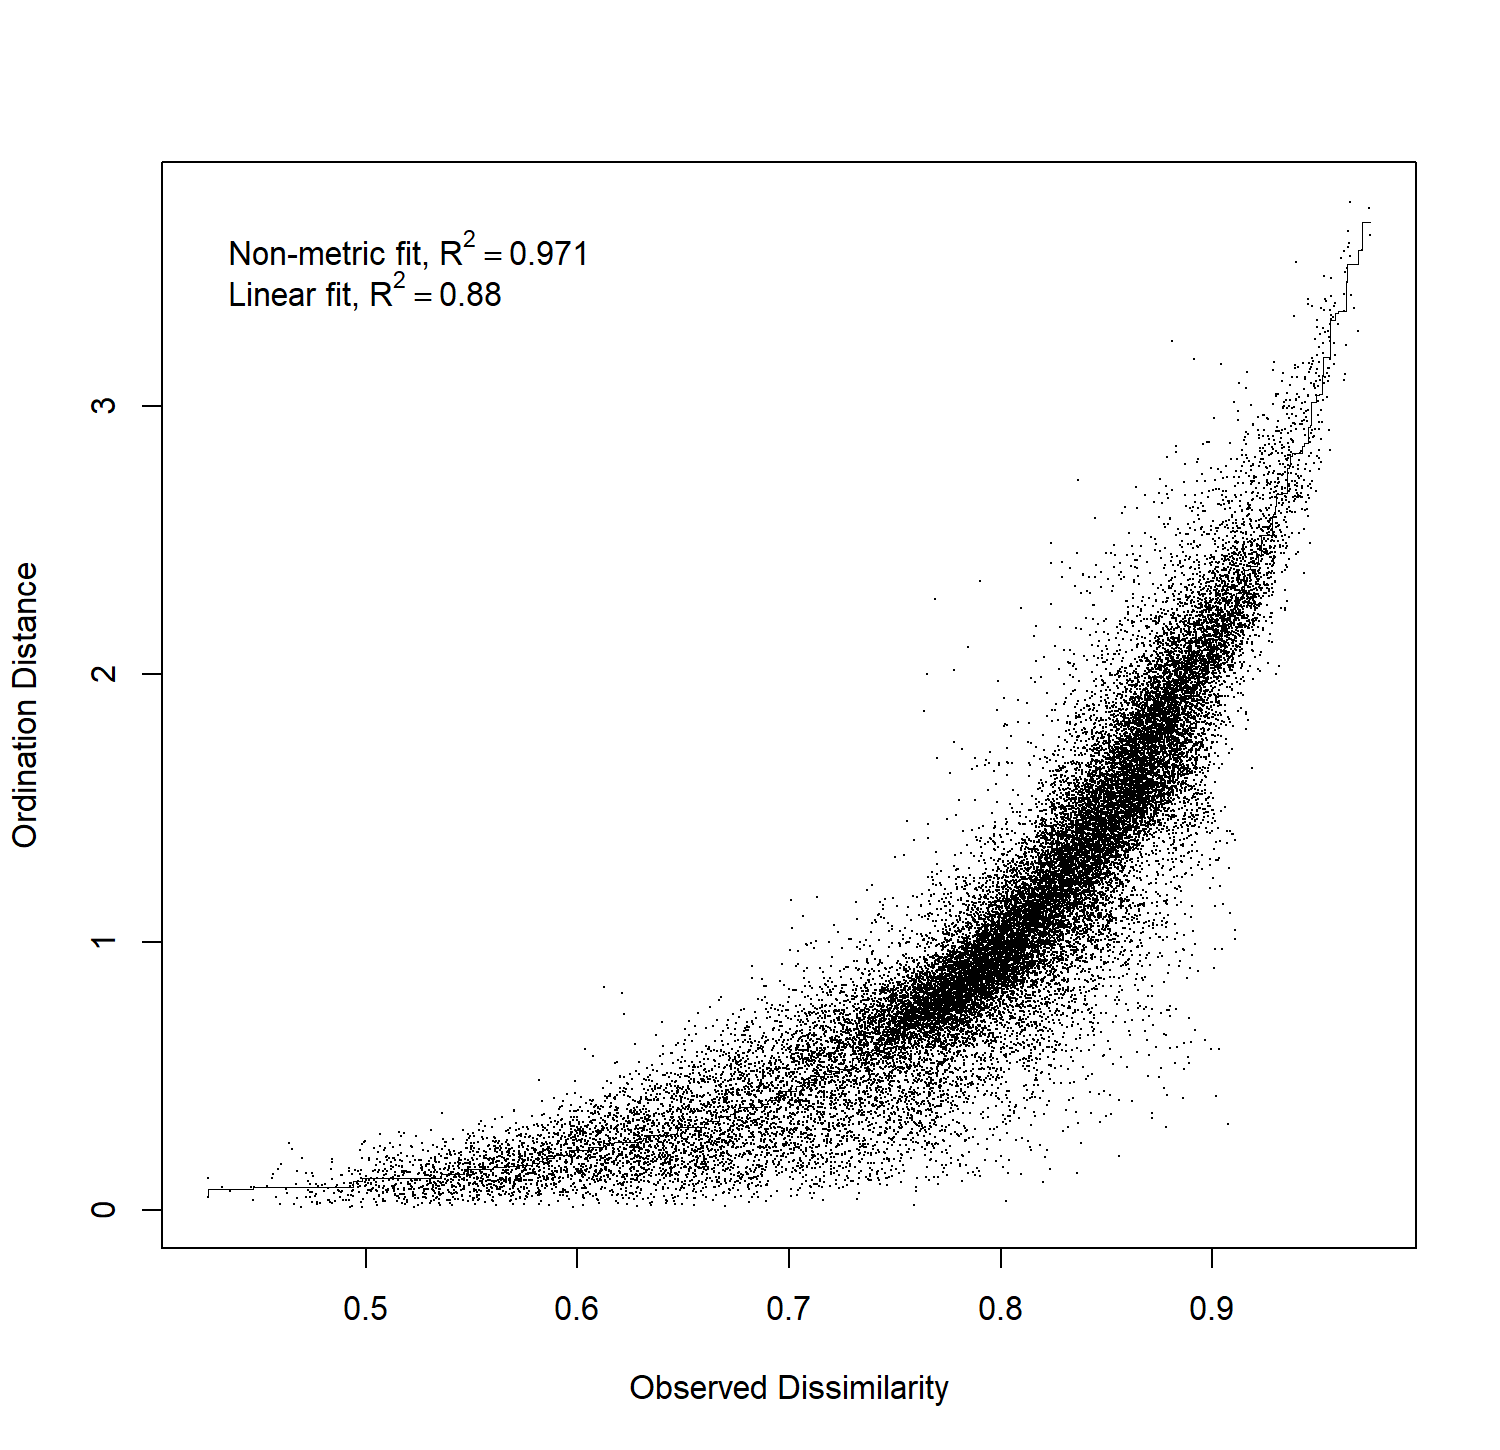 Non-metric fit, R² = 0.971
Linear fit, R² = 0.88
3
2
1
0
Ordination Distance
0.5 0.6 0.7 0.8 0.9
Observed Dissimilarity